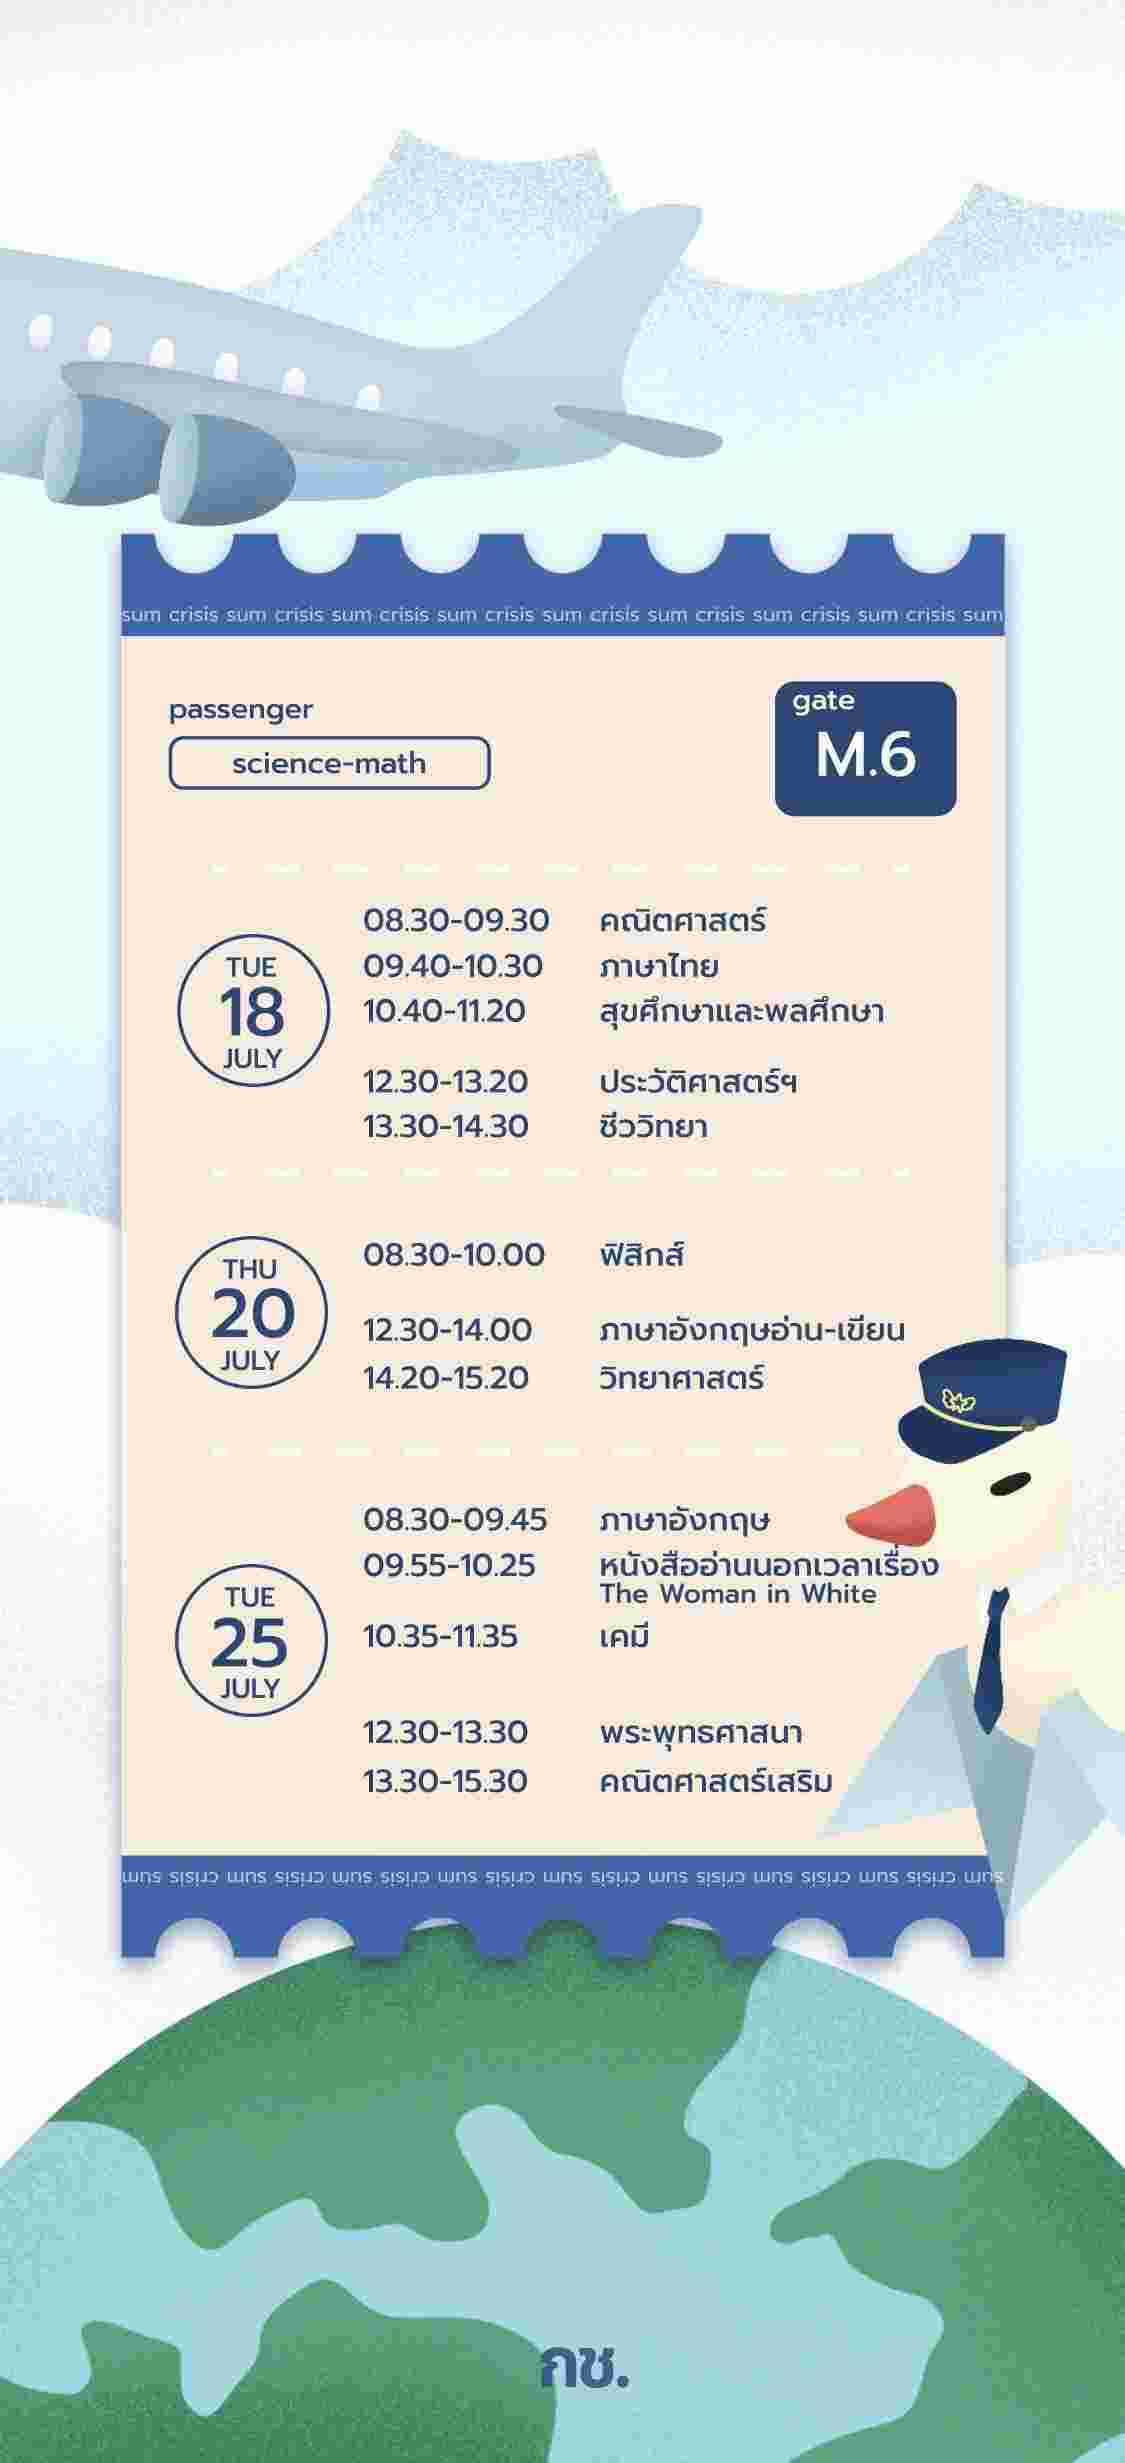 sum crisis sum crisis sum crisis sum crisis sum crisis sum crisis sum crisis sum crisis sum
passenger
science-math
gate
M.6
TUE
18
JULY
08.30-09.30 คณิตศาสตร์
09.40-10.30 ภาษาไทย
10.40-11.20 สุขศึกษาและพลศึกษา
12.30-13.20 ประวัติศาสตร์ฯ
13.30-14.30 ชีววิทยา
THU
20
JULY
08.30-10.00 ฟิสิกส์
12.30-14.00 ภาษาอังกฤษอ่าน-เขียน
14.20-15.20 วิทยาศาสตร์
TUE
25
JULY
08.30-09.45 ภาษาอังกฤษ
09.55-10.25 หนังสืออ่านนอกเวลาเรื่อง
The Woman in White
10.35-11.35 เคมี
12.30-13.30 พระพุทธศาสนา
13.30-15.30 คณิตศาสตร์เสริม
sum crisis sum crisis sum crisis sum crisis sum crisis sum crisis sum crisis sum crisis sum
กช.